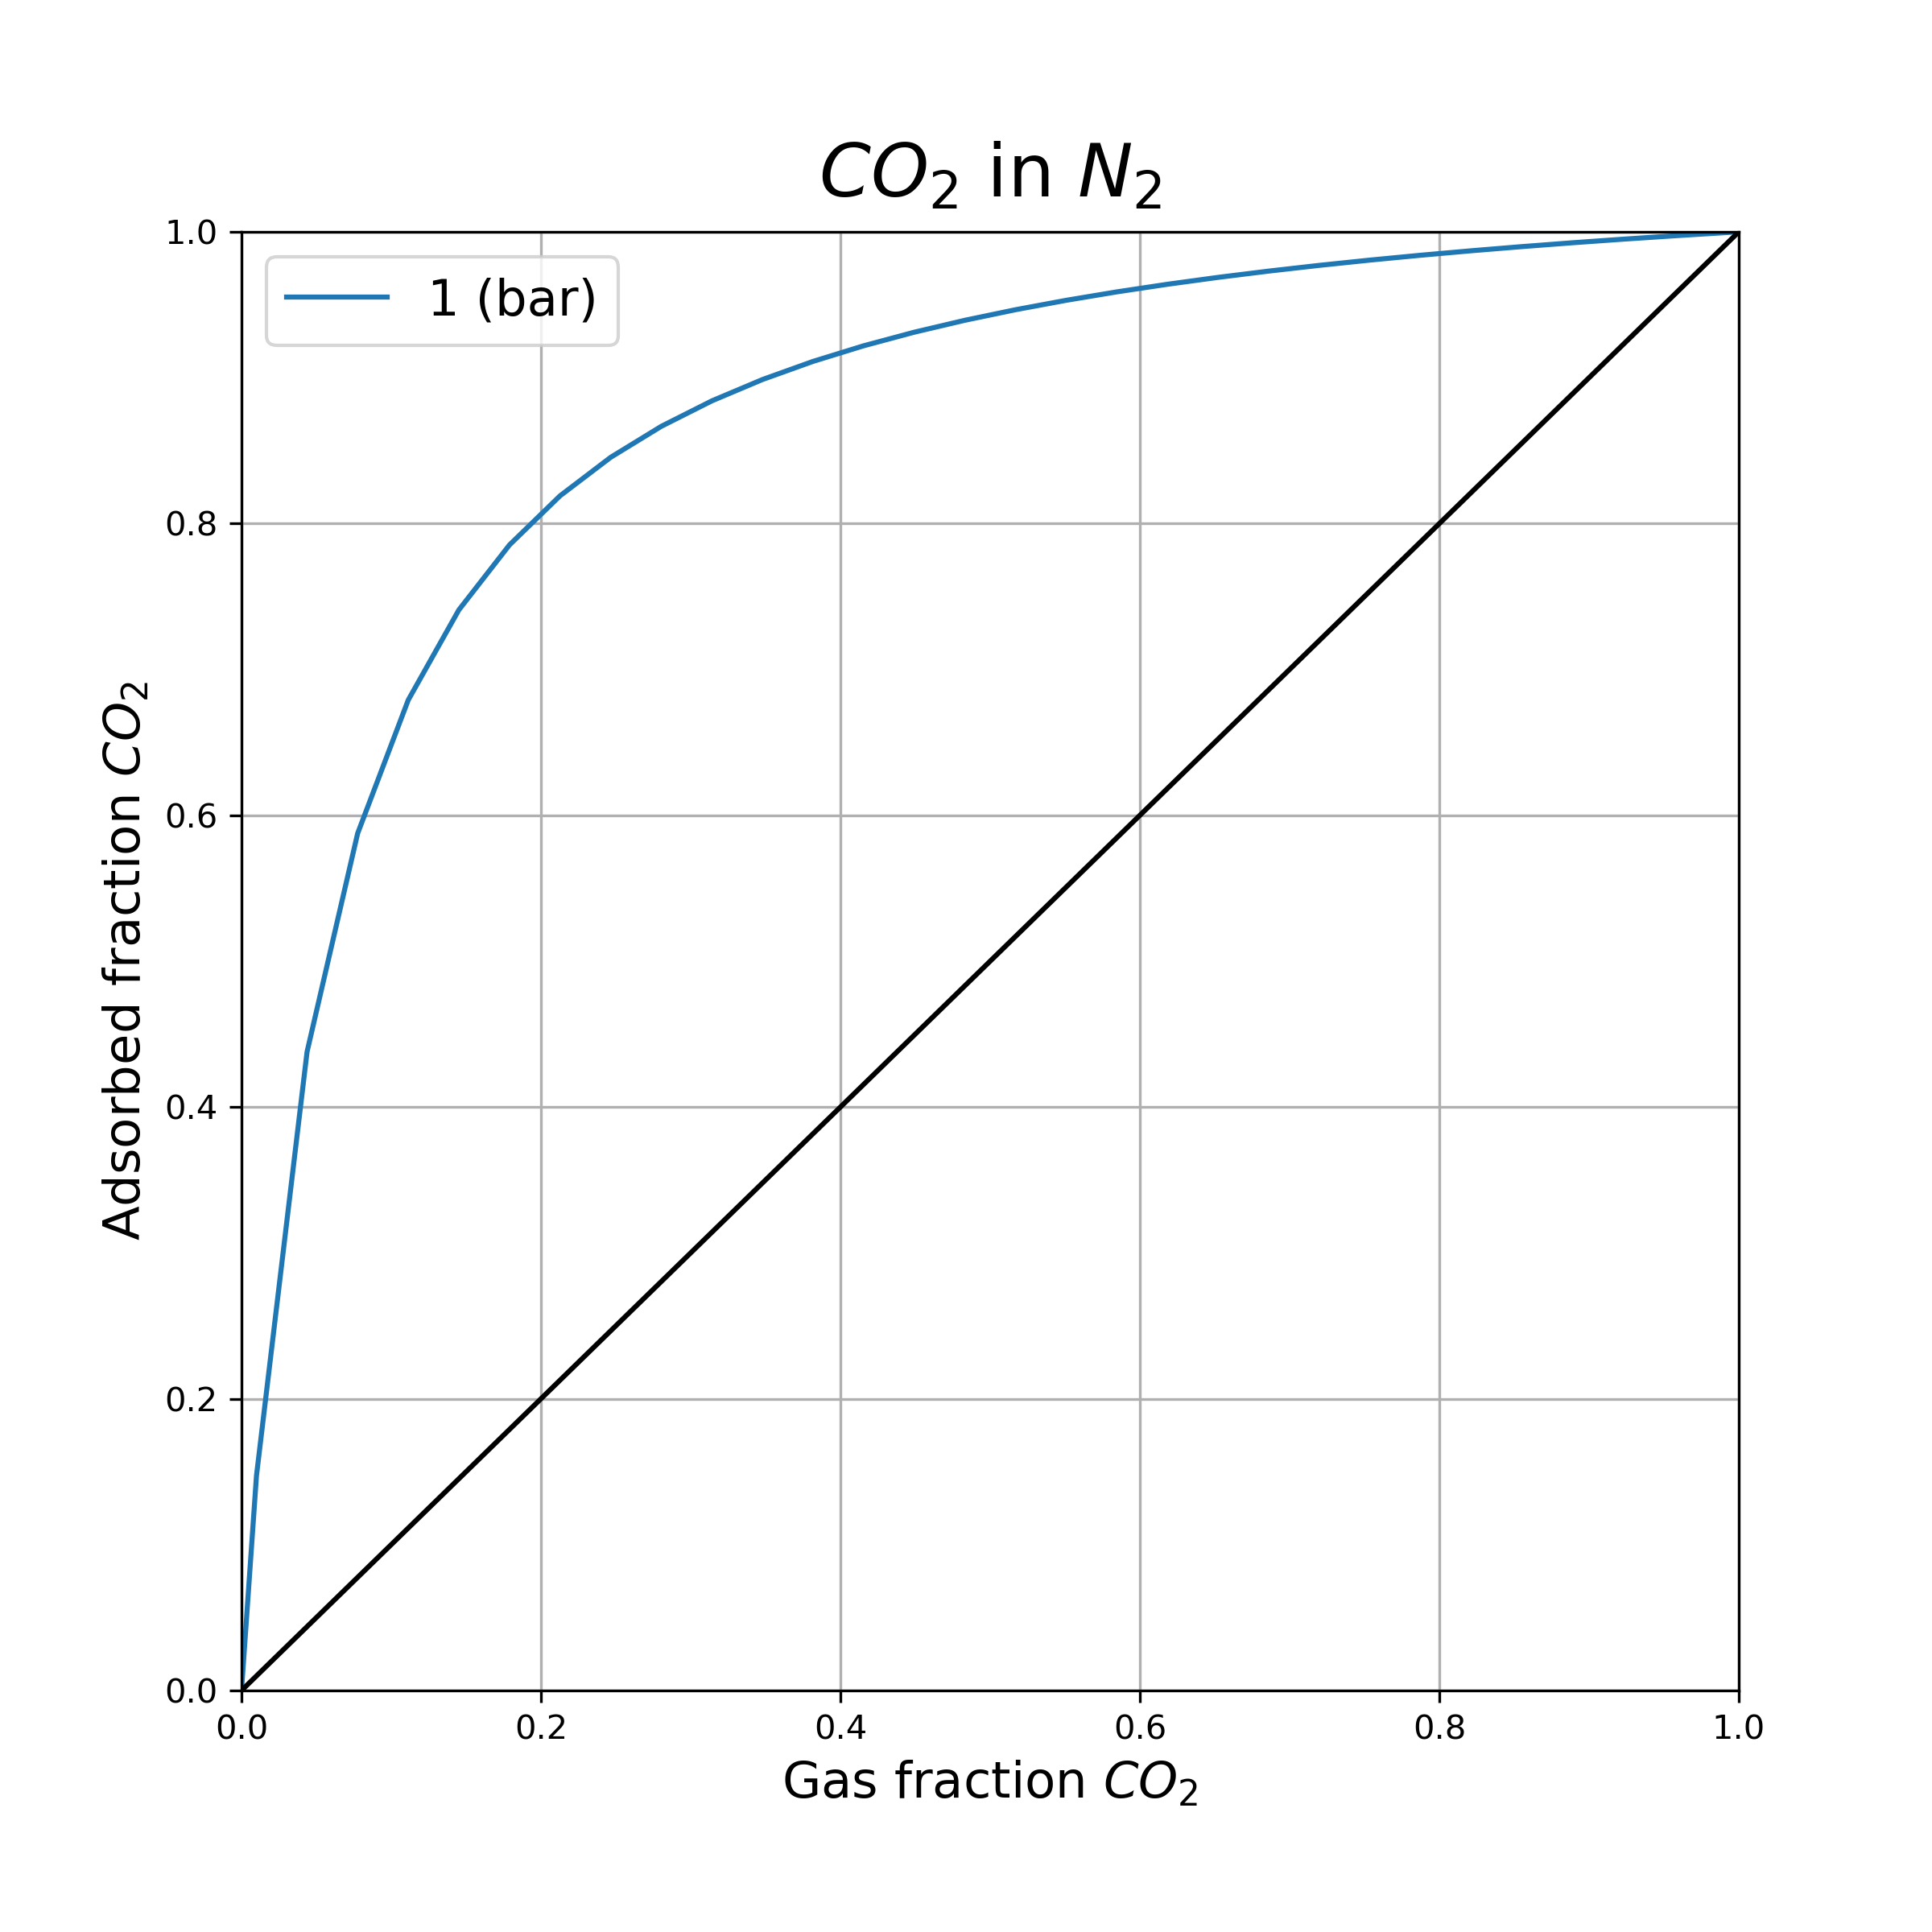 CO₂ in N₂
1 (bar)
Adsorbed fraction CO₂
1.0
0.8
0.6
0.4
0.2
0.0
0.0 0.2 0.4 0.6 0.8 1.0
Gas fraction CO₂